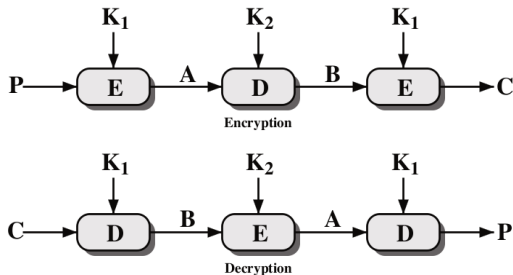 K₁ K₂ K₁
P E A D B E C
Encryption
K₁ K₂ K₁
C D B E A D P
Decryption